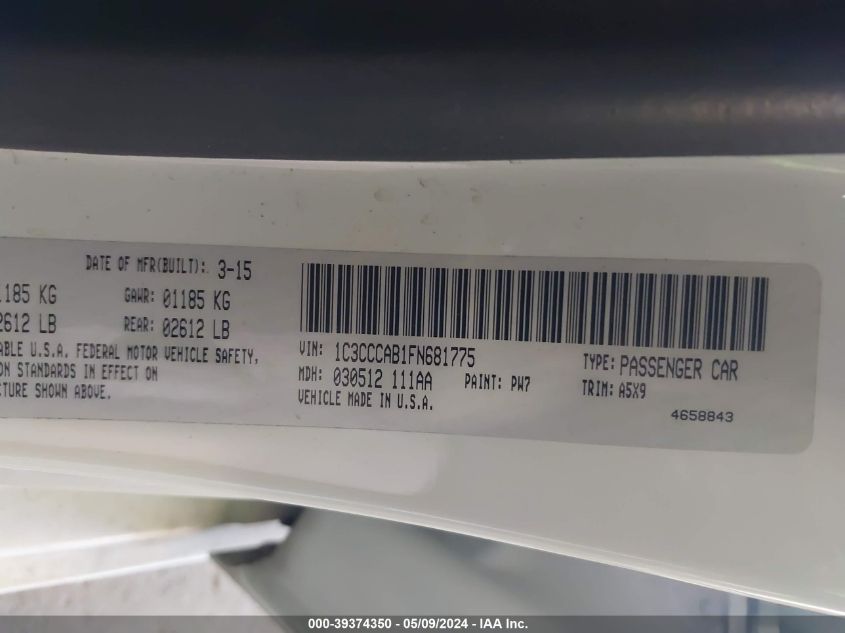 DATE OF MFR(BUILT): 3-15
1185 KG GAWR: 01185 KG
2612 LB REAR: 02612 LB
ABLE U.S.A. FEDERAL MOTOR VEHICLE SAFETY,
ON STANDARDS IN EFFECT ON
CTURE SHOWN ABOVE.
VIN: 1C3CCCAB1FN681775
MDH: 030512 111AA PAINT: PW7
VEHICLE MADE IN U.S.A.
TYPE: PASSENGER CAR
TRIM: A5X9
4658843
000-39374350 / 05/09/2024 - IAA Inc.